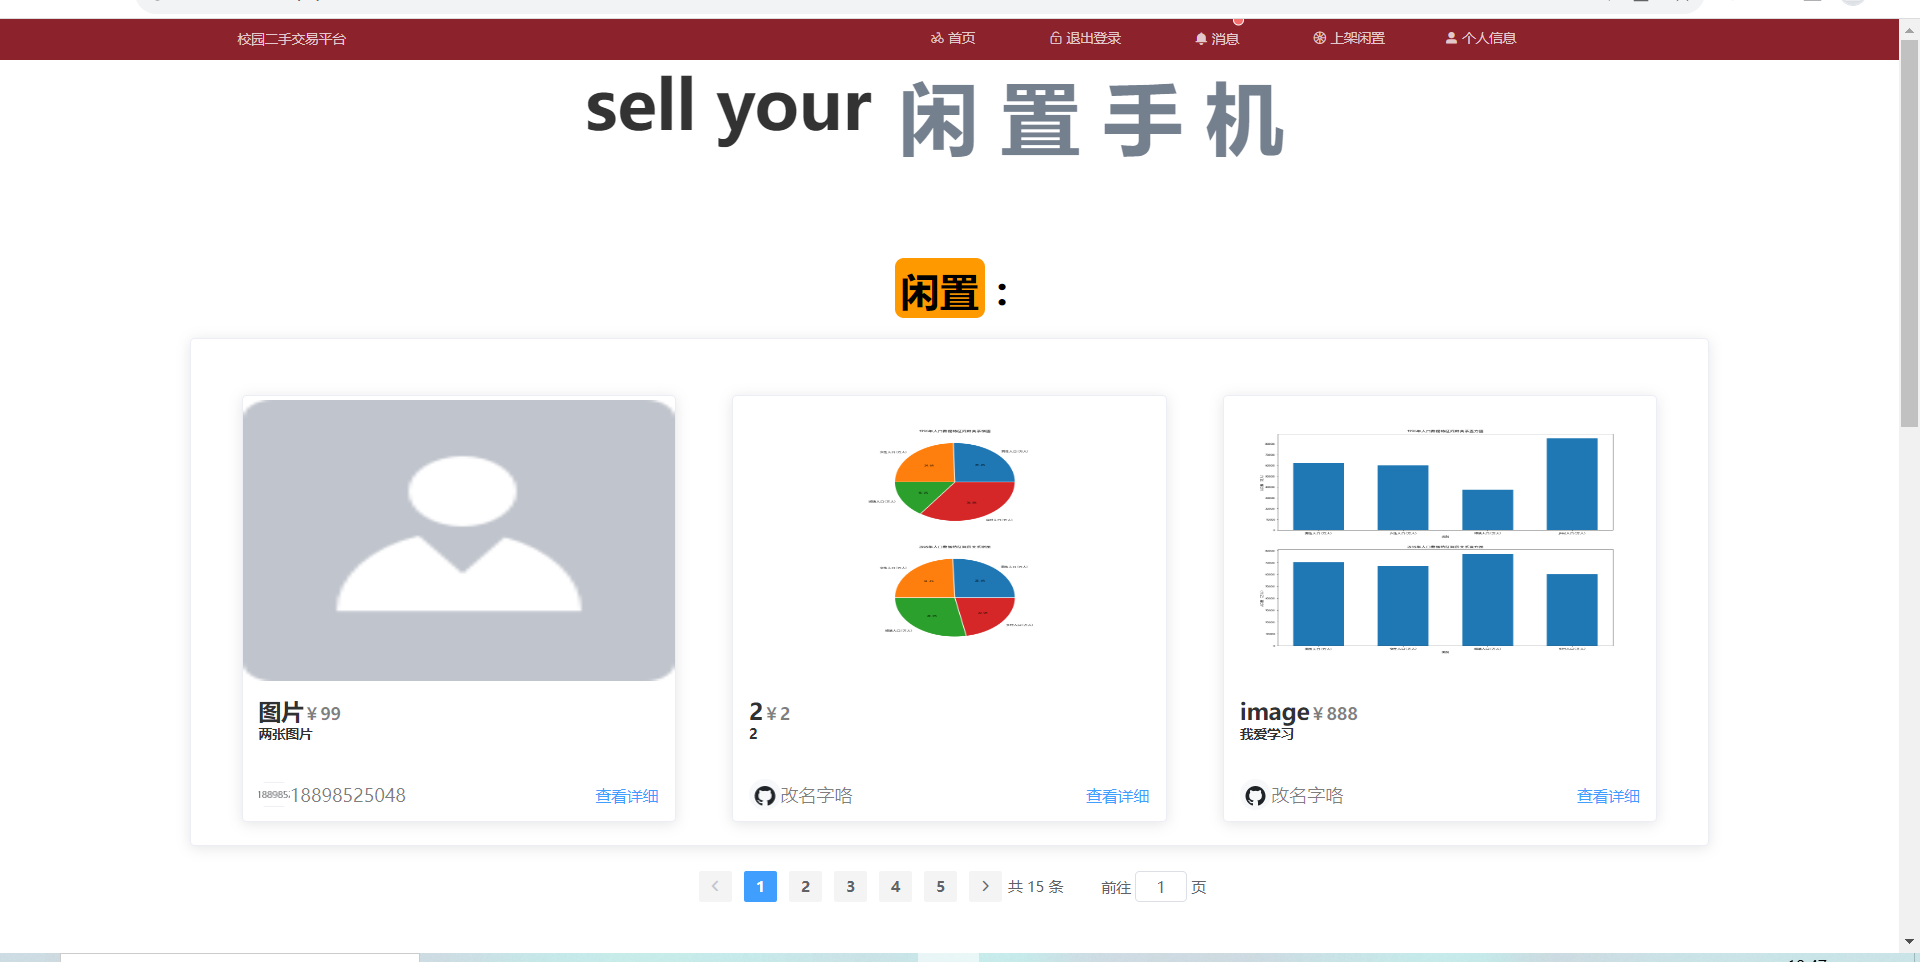 校园二手交易平台 首页 退出登录 消息 上架闲置 个人信息
sell your 闲置手机
闲置：
图片 ¥ 99
两张图片
18898525048
查看详细
2 ¥ 2
2
改名字咯
查看详细
image ¥ 888
我爱学习
改名字咯
查看详细
1 2 3 4 5 共 15 条 前往 1 页